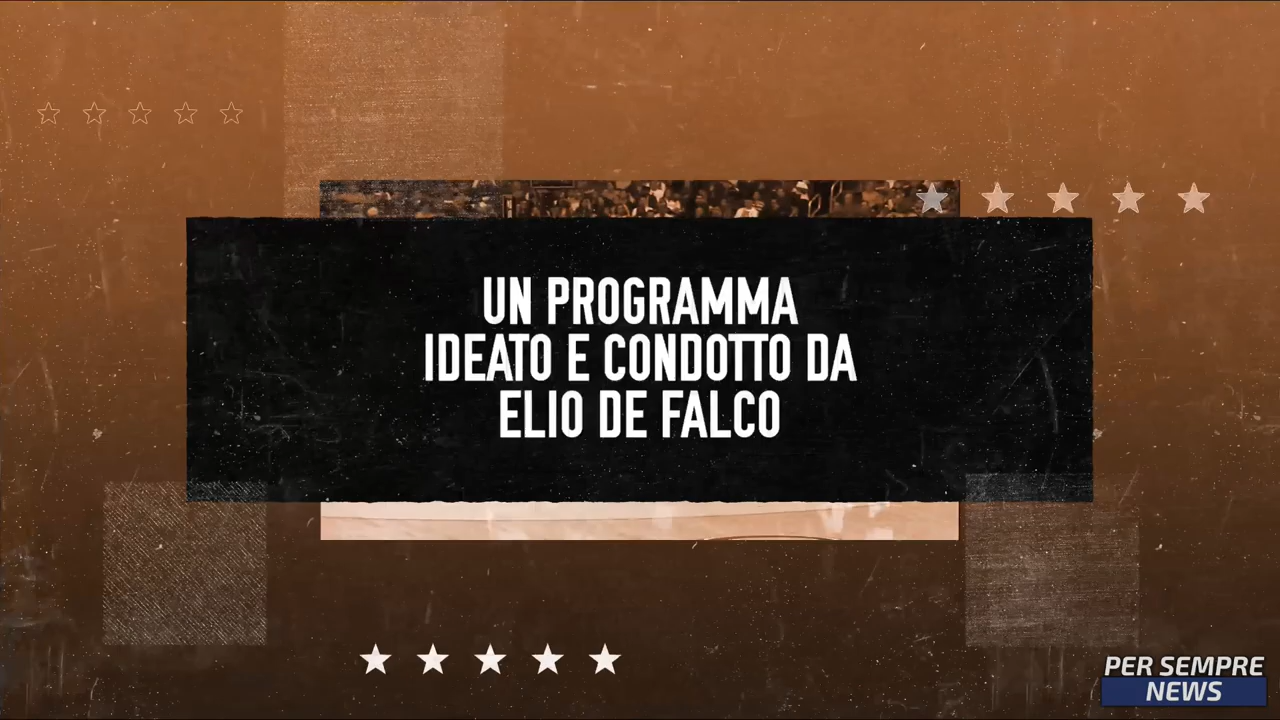 UN PROGRAMMA
IDEATO E CONDOTTO DA
ELIO DE FALCO
PER SEMPRE
NEWS